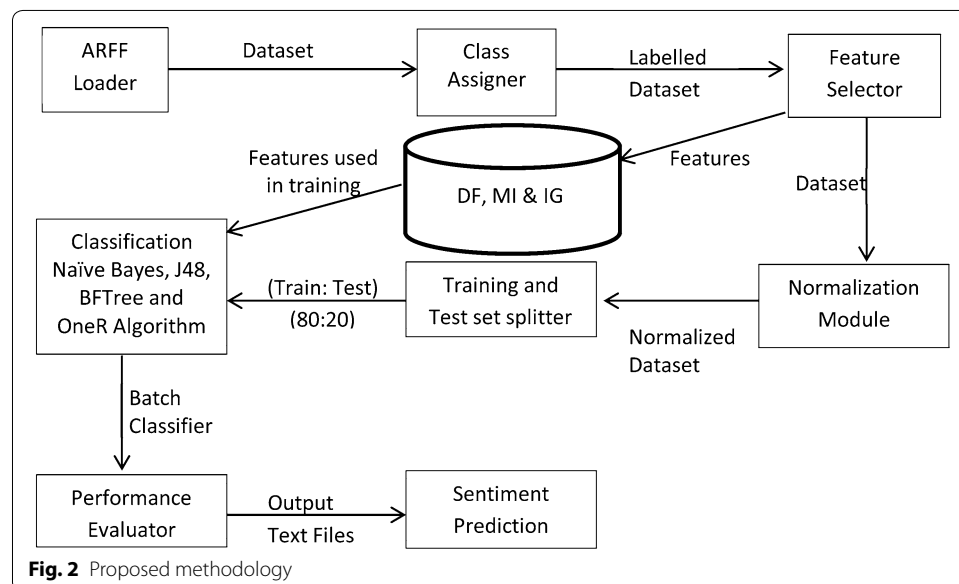 ARFF
Loader
Dataset
Class
Assigner
Labelled
Dataset
Feature
Selector
Features used
in training
DF, MI & IG
Features
Dataset
Classification
Naïve Bayes, J48,
BFTree and
OneR Algorithm
(Train: Test)
(80:20)
Training and
Test set splitter
Normalized
Dataset
Normalization
Module
Batch
Classifier
Performance
Evaluator
Output
Text Files
Sentiment
Prediction
Fig. 2 Proposed methodology